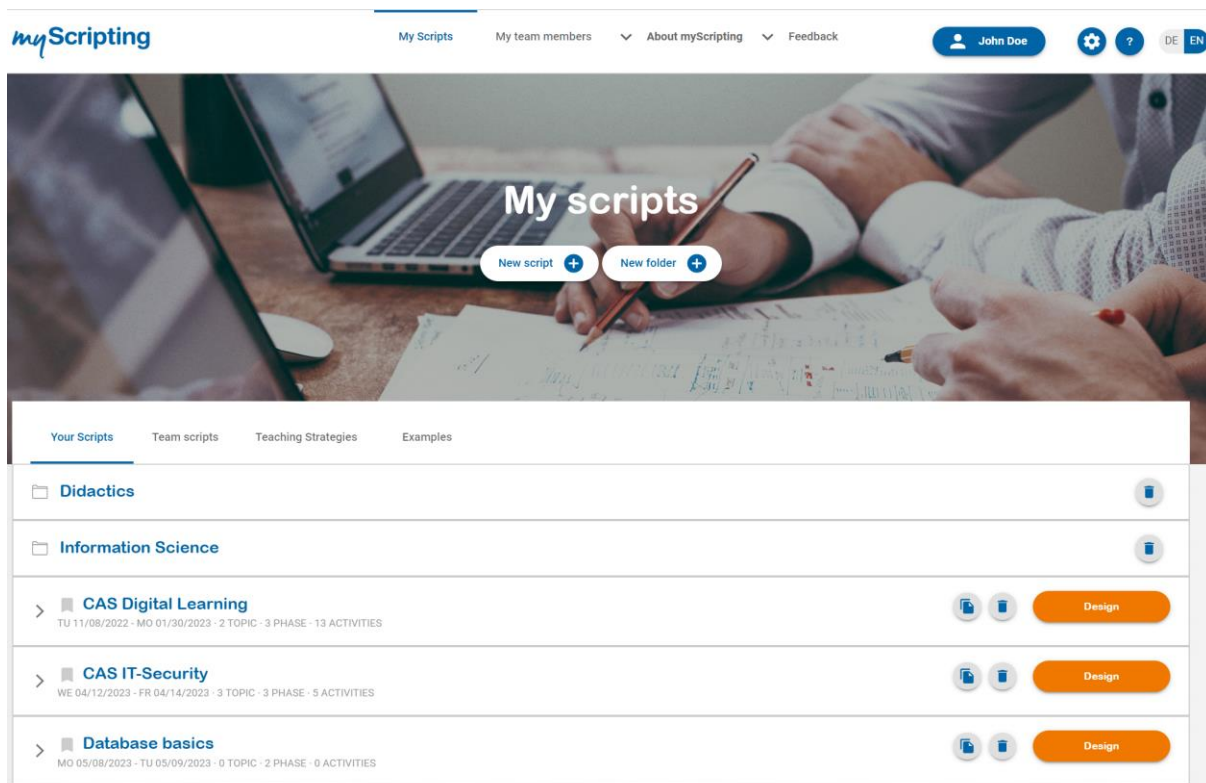 myScripting
My Scripts
My team members
About myScripting
Feedback
John Doe
?
DE EN
My scripts
New script
New folder
Your Scripts
Team scripts
Teaching Strategies
Examples
Didactics
Information Science
CAS Digital Learning
TU 11/08/2022 - MO 01/30/2023 · 2 TOPIC · 3 PHASE · 13 ACTIVITIES
Design
CAS IT-Security
WE 04/12/2023 - FR 04/14/2023 · 3 TOPIC · 3 PHASE · 5 ACTIVITIES
Design
Database basics
MO 05/08/2023 - TU 05/09/2023 · 0 TOPIC · 2 PHASE · 0 ACTIVITIES
Design